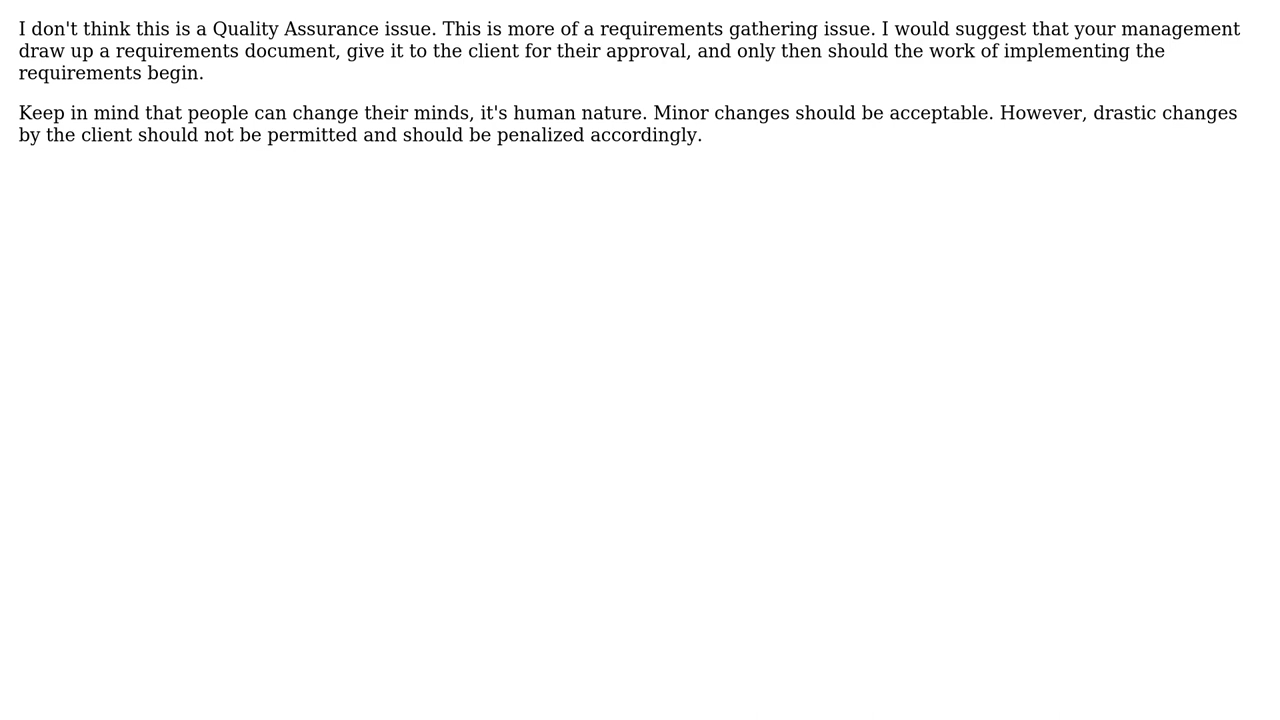 I don't think this is a Quality Assurance issue. This is more of a requirements gathering issue. I would suggest that your management
draw up a requirements document, give it to the client for their approval, and only then should the work of implementing the
requirements begin.
Keep in mind that people can change their minds, it's human nature. Minor changes should be acceptable. However, drastic changes
by the client should not be permitted and should be penalized accordingly.